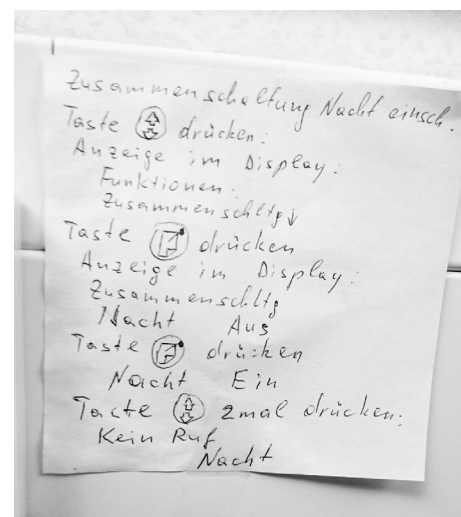 Zusammenschaltung Nacht einsch.
Taste drücken:
Anzeige im Display:
Funktionen:
Zusammenschltg↓
Taste drücken
Anzeige im Display:
Zusammenschltg
Nacht Aus
Taste drücken
Nacht Ein
Taste 2mal drücken:
Kein Ruf
Nacht